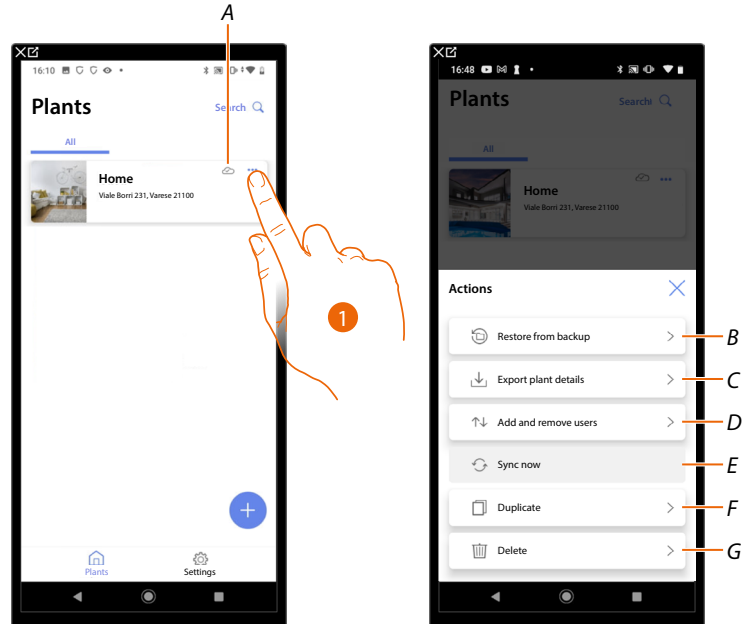 A
16:10
Plants
Search
All
Home
Viale Borri 231, Varese 21100
1
Plants
Settings
16:48
Plants
Search
All
Home
Viale Borri 231, Varese 21100
Actions
Restore from backup
B
Export plant details
C
Add and remove users
D
Sync now
E
Duplicate
F
Delete
G